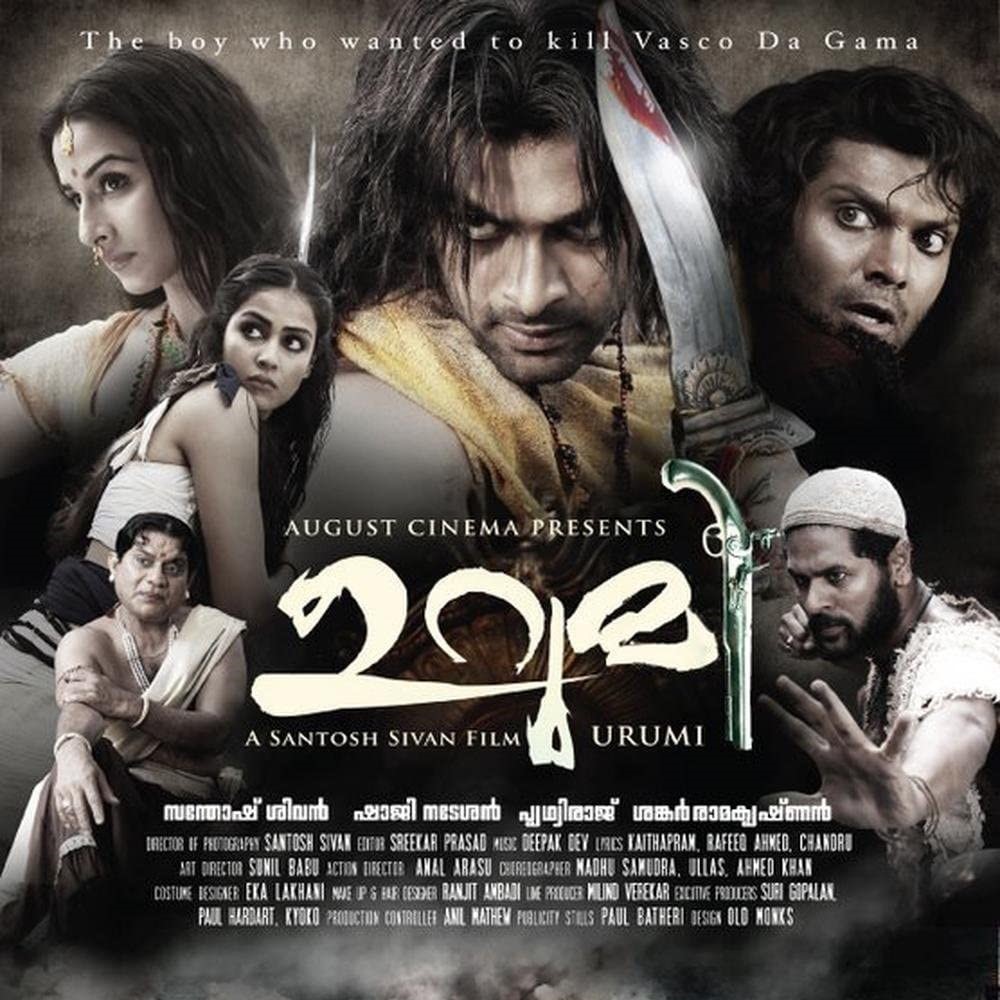 The boy who wanted to kill Vasco Da Gama
AUGUST CINEMA PRESENTS
ഉറുമി
A SANTOSH SIVAN FILM URUMI
സന്തോഷ് ശിവൻ ഷാജി നടേശൻ പൃഥ്വിരാജ് ശങ്കർ രാമകൃഷ്ണൻ
DIRECTOR OF PHOTOGRAPHY SANTOSH SIVAN EDITOR SREEKAR PRASAD MUSIC DEEPAK DEV LYRICS KAITHAPRAM, RAFEEQ AHMED, CHANDRU
ART DIRECTOR SUNIL BABU ACTION DIRECTOR AMAL ARASU CHOREOGRAPHER MADHU SAMUDRA, ULLAS, AHMED KHAN
COSTUME DESIGNER EKA LAKHANI MAKE UP & HAIR DESIGNER RANJIT AMBADI LINE PRODUCER MILIND VEREKAR EXCUTIVE PRODUCERS SURI GOPALAN,
PAUL HARDART, KYOKO PRODUCTION CONTROLLER ANIL MATHEW PUBLICITY STILLS PAUL BATHERI DESIGN OLD MONKS